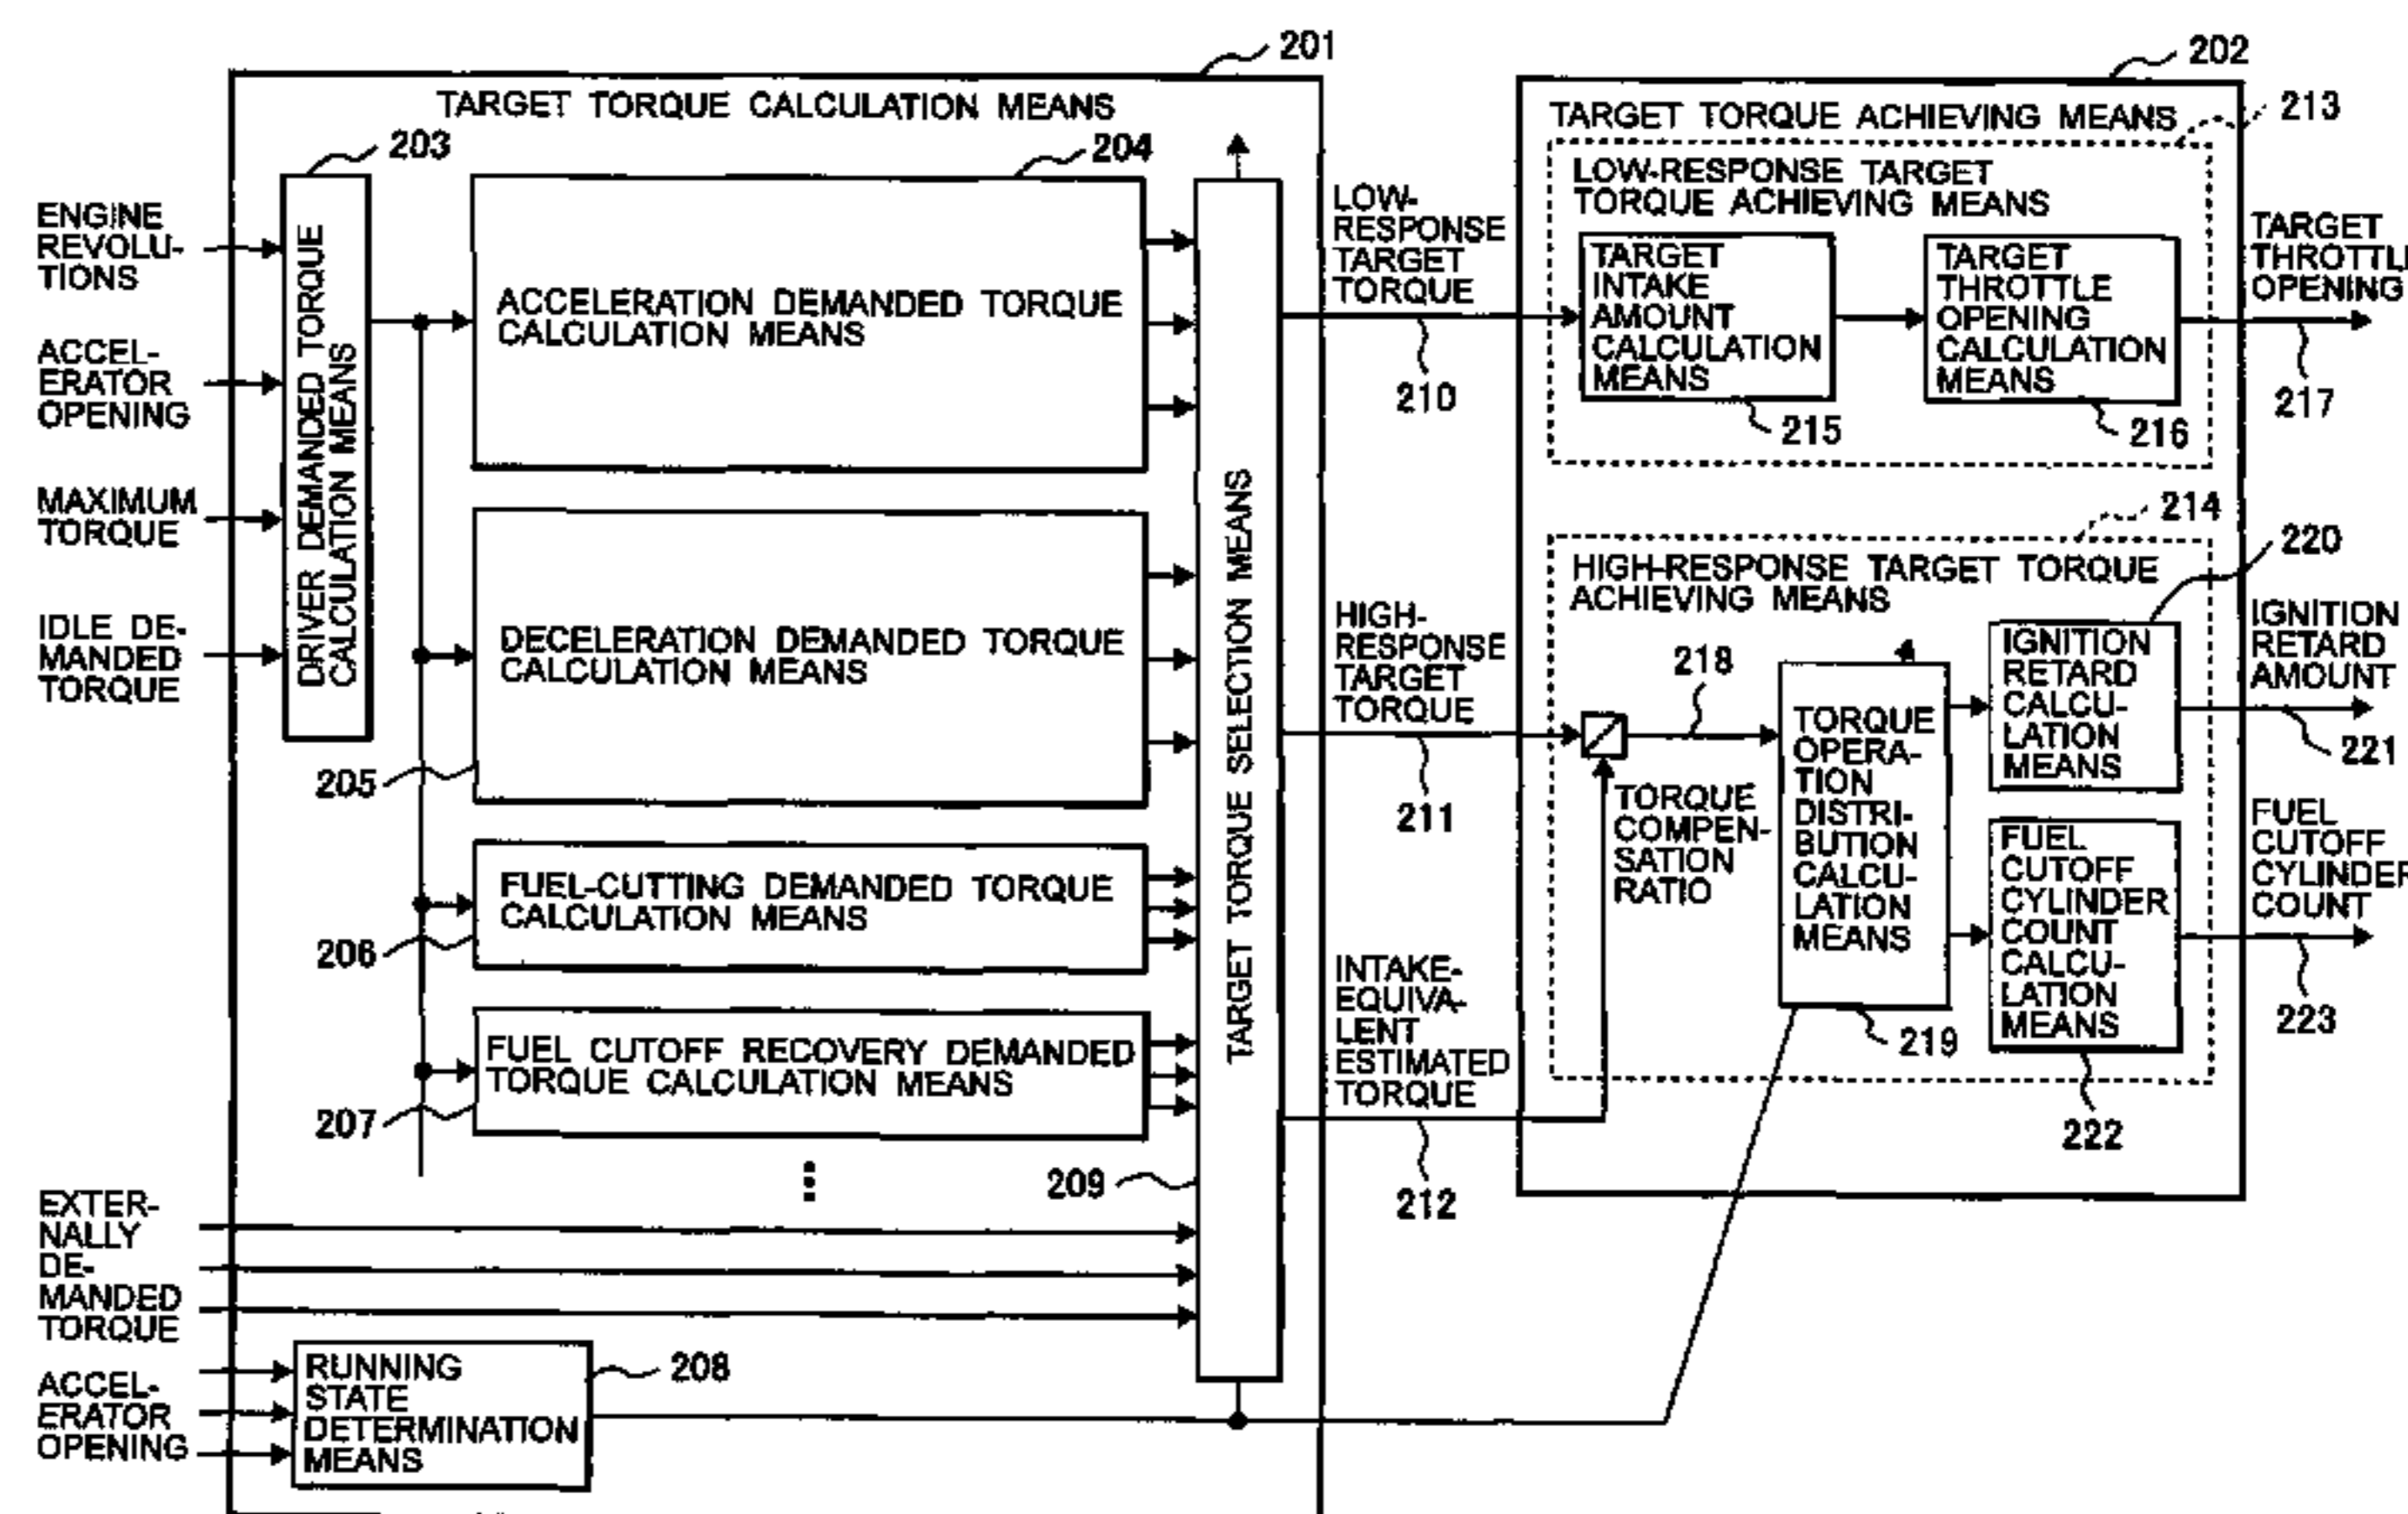 201
TARGET TORQUE CALCULATION MEANS
203
204
ENGINE
REVOLU-
TIONS
ACCEL-
ERATOR
OPENING
MAXIMUM
TORQUE
IDLE DE-
MANDED
TORQUE
DRIVER DEMANDED TORQUE
CALCULATION MEANS
ACCELERATION DEMANDED TORQUE
CALCULATION MEANS
DECELERATION DEMANDED TORQUE
CALCULATION MEANS
205
FUEL-CUTTING DEMANDED TORQUE
CALCULATION MEANS
206
FUEL CUTOFF RECOVERY DEMANDED
TORQUE CALCULATION MEANS
207
209
TARGET TORQUE SELECTION MEANS
EXTER-
NALLY
DE-
MANDED
TORQUE
ACCEL-
ERATOR
OPENING
RUNNING
STATE
DETERMINATION
MEANS
208
LOW-
RESPONSE
TARGET
TORQUE
210
HIGH-
RESPONSE
TARGET
TORQUE
211
INTAKE-
EQUIVA-
LENT
ESTIMATED
TORQUE
212
202
TARGET TORQUE ACHIEVING MEANS
213
LOW-RESPONSE TARGET
TORQUE ACHIEVING MEANS
TARGET
INTAKE
AMOUNT
CALCULATION
MEANS
215
TARGET
THROTTLE
OPENING
CALCULATION
MEANS
216
TARGET
THROTTLE
OPENING
217
214
HIGH-RESPONSE TARGET TORQUE
ACHIEVING MEANS
220
218
TORQUE
COMPEN-
SATION
RATIO
TORQUE
OPERA-
TION
DISTRI-
BUTION
CALCU-
LATION
MEANS
219
IGNITION
RETARD
CALCU-
LATION
MEANS
IGNITION
RETARD
AMOUNT
221
FUEL
CUTOFF
CYLINDER
COUNT
CALCU-
LATION
MEANS
222
FUEL
CUTOFF
CYLINDER
COUNT
223